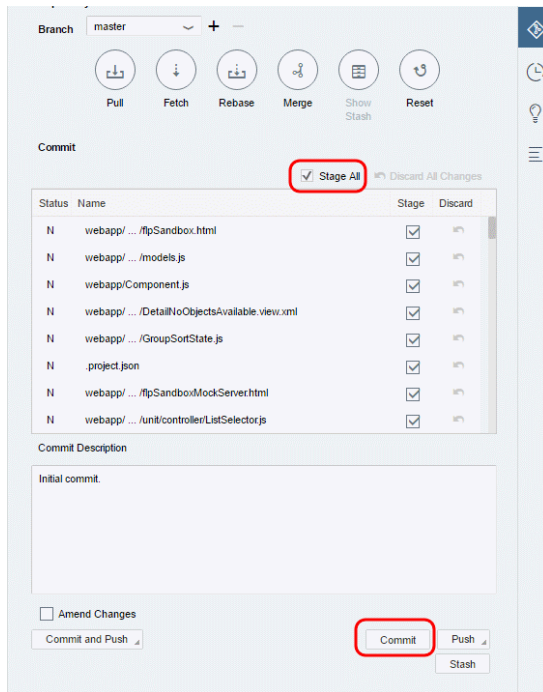 Branch master
Pull Fetch Rebase Merge Show Stash Reset
Commit
Stage All Discard All Changes
Status Name Stage Discard
N webapp/ ... /flpSandbox.html
N webapp/ ... /models.js
N webapp/Component.js
N webapp/ ... /DetailNoObjectsAvailable.view.xml
N webapp/ ... /GroupSortState.js
N .project.json
N webapp/ ... /flpSandboxMockServer.html
N webapp/ ... /unit/controller/ListSelector.js
Commit Description
Initial commit.
Amend Changes
Commit and Push Commit Push
Stash